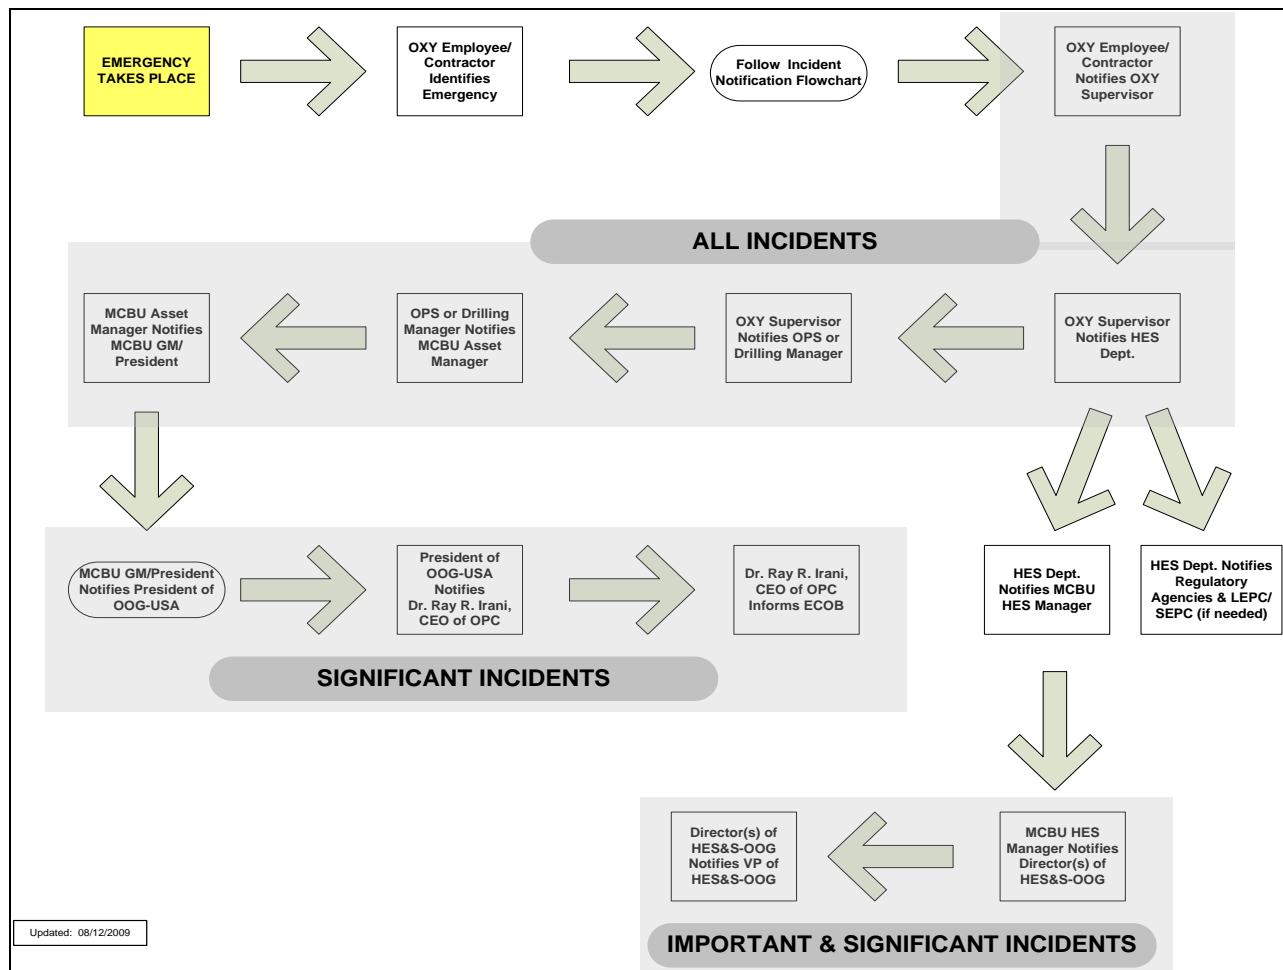 EMERGENCY
TAKES PLACE
OXY Employee/
Contractor
Identifies
Emergency
Follow Incident
Notification Flowchart
OXY Employee/
Contractor
Notifies OXY
Supervisor
ALL INCIDENTS
MCBU Asset
Manager Notifies
MCBU GM/
President
OPS or Drilling
Manager Notifies
MCBU Asset
Manager
OXY Supervisor
Notifies OPS or
Drilling Manager
OXY Supervisor
Notifies HES
Dept.
MCBU GM/President
Notifies President of
OOG-USA
President of
OOG-USA
Notifies
Dr. Ray R. Irani,
CEO of OPC
Dr. Ray R. Irani,
CEO of OPC
Informs ECOB
HES Dept.
Notifies MCBU
HES Manager
HES Dept. Notifies
Regulatory
Agencies & LEPC/
SEPC (if needed)
SIGNIFICANT INCIDENTS
Director(s) of
HES&S-OOG
Notifies VP of
HES&S-OOG
MCBU HES
Manager Notifies
Director(s) of
HES&S-OOG
Updated: 08/12/2009
IMPORTANT & SIGNIFICANT INCIDENTS